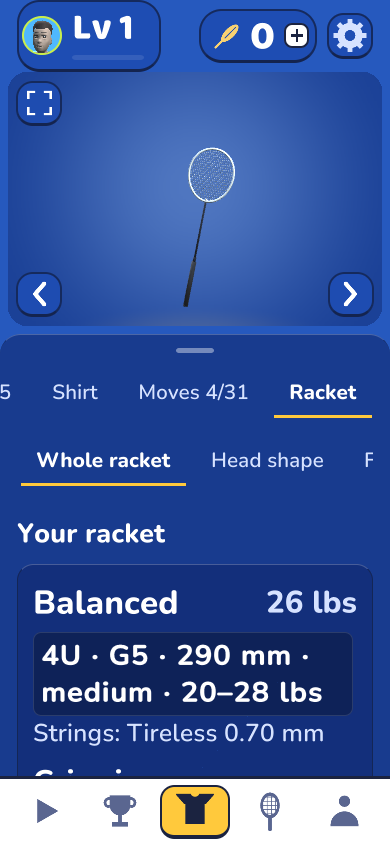 Lv 1
0
5 Shirt Moves 4/31 Racket
Whole racket Head shape
Your racket
Balanced 26 lbs
4U · G5 · 290 mm ·
medium · 20–28 lbs
Strings: Tireless 0.70 mm